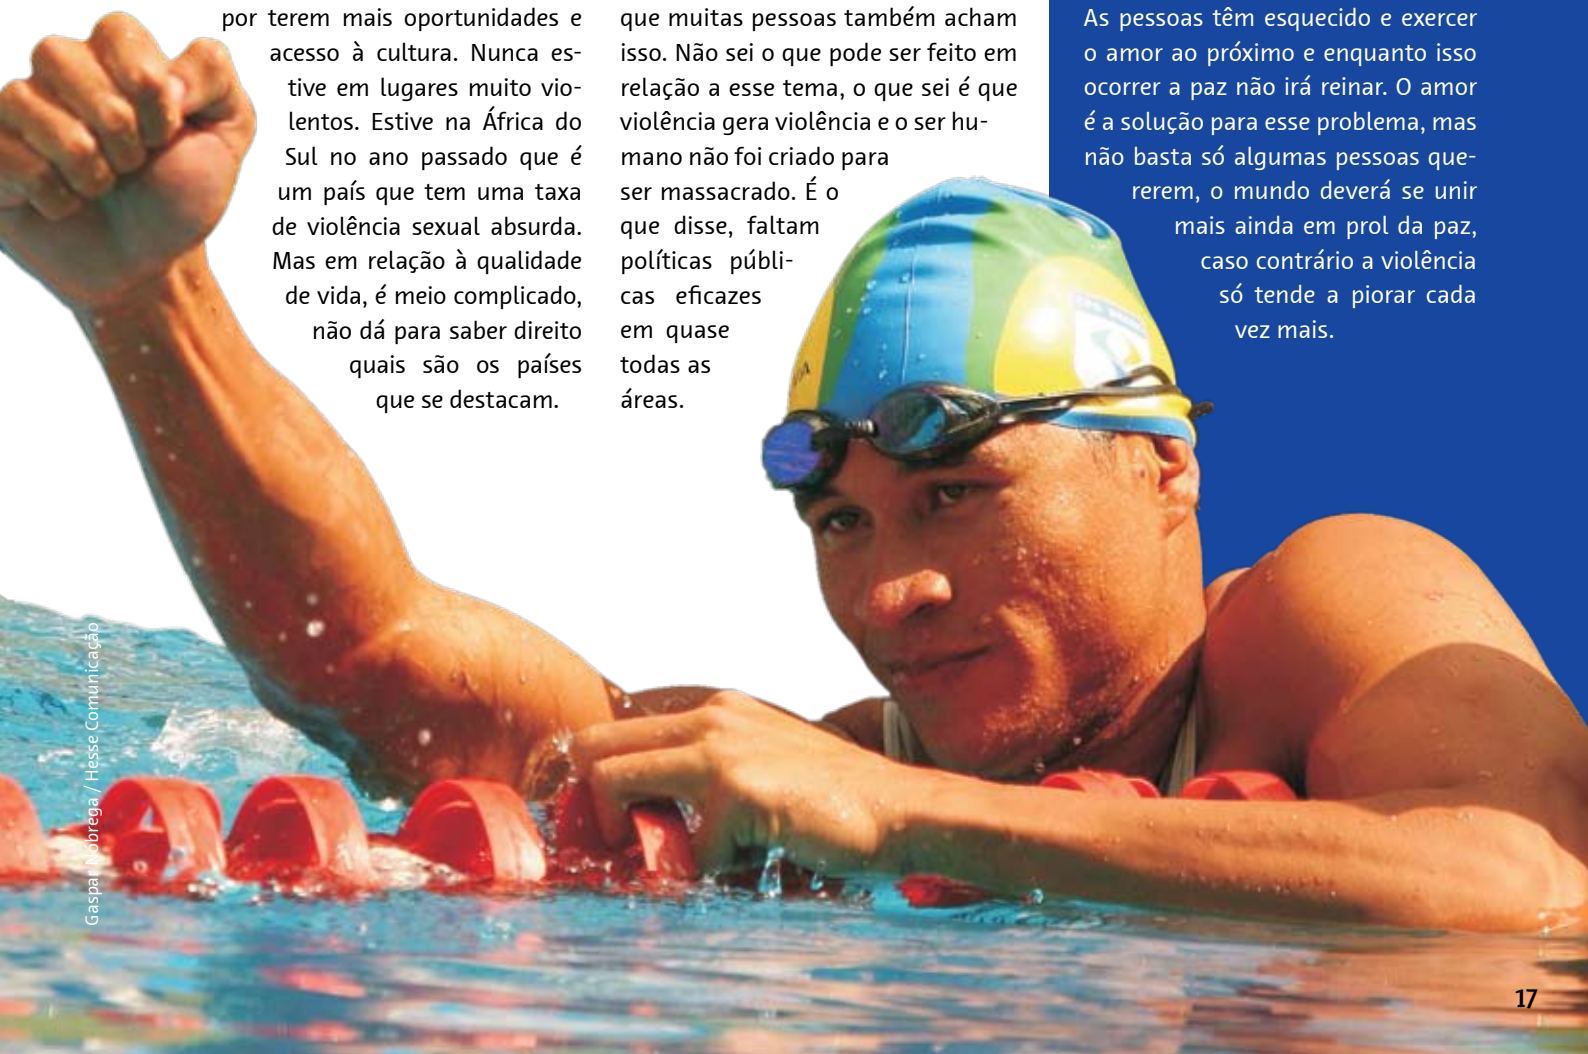 por terem mais oportunidades e
acesso à cultura. Nunca es-
tive em lugares muito vio-
lentos. Estive na África do
Sul no ano passado que é
um país que tem uma taxa
de violência sexual absurda.
Mas em relação à qualidade
de vida, é meio complicado,
não dá para saber direito
quais são os países
que se destacam.
que muitas pessoas também acham
isso. Não sei o que pode ser feito em
relação a esse tema, o que sei é que
violência gera violência e o ser hu-
mano não foi criado para
ser massacrado. É o
que disse, faltam
políticas públi-
cas eficazes
em quase
todas as
áreas.
As pessoas têm esquecido e exercer
o amor ao próximo e enquanto isso
ocorrer a paz não irá reinar. O amor
é a solução para esse problema, mas
não basta só algumas pessoas que-
rerem, o mundo deverá se unir
mais ainda em prol da paz,
caso contrário a violência
só tende a piorar cada
vez mais.
Gaspar Nobrega / Hesse Comunicação
17